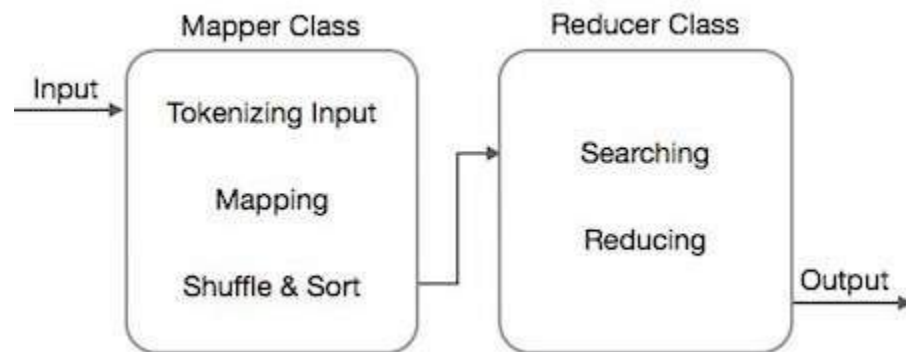 Mapper Class
Reducer Class
Input
Tokenizing Input
Mapping
Shuffle & Sort
Searching
Reducing
Output